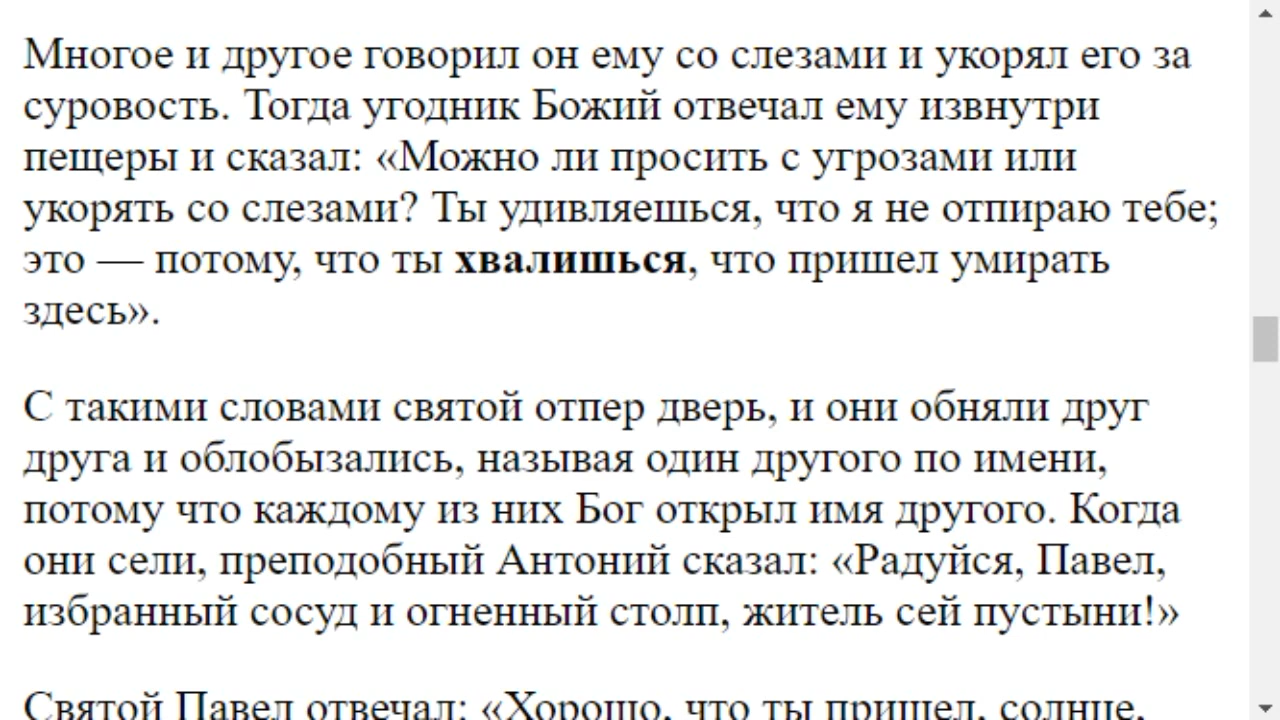 Многое и другое говорил он ему со слезами и укорял его за
суровость. Тогда угодник Божий отвечал ему извнутри
пещеры и сказал: «Можно ли просить с угрозами или
укорять со слезами? Ты удивляешься, что я не отпираю тебе;
это — потому, что ты хвалишься, что пришел умирать
здесь».
С такими словами святой отпер дверь, и они обняли друг
друга и облобызались, называя один другого по имени,
потому что каждому из них Бог открыл имя другого. Когда
они сели, преподобный Антоний сказал: «Радуйся, Павел,
избранный сосуд и огненный столп, житель сей пустыни!»
Святой Павел отвечал: «Хорошо, что ты пришел, солнце,